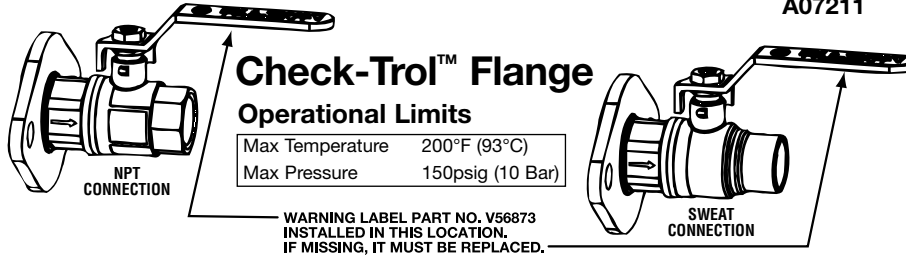 A07211
Check-Trol™ Flange
Operational Limits
Max Temperature 200°F (93°C)
Max Pressure 150psig (10 Bar)
NPT
CONNECTION
SWEAT
CONNECTION
WARNING LABEL PART NO. V56873
INSTALLED IN THIS LOCATION.
IF MISSING, IT MUST BE REPLACED.